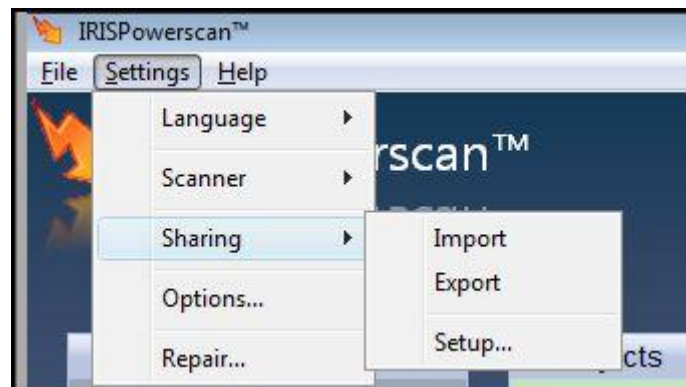 IRISPowerscan™
File Settings Help
Language
rscan™
Scanner
Sharing
Import
Export
Options...
Setup...
cts
Repair...